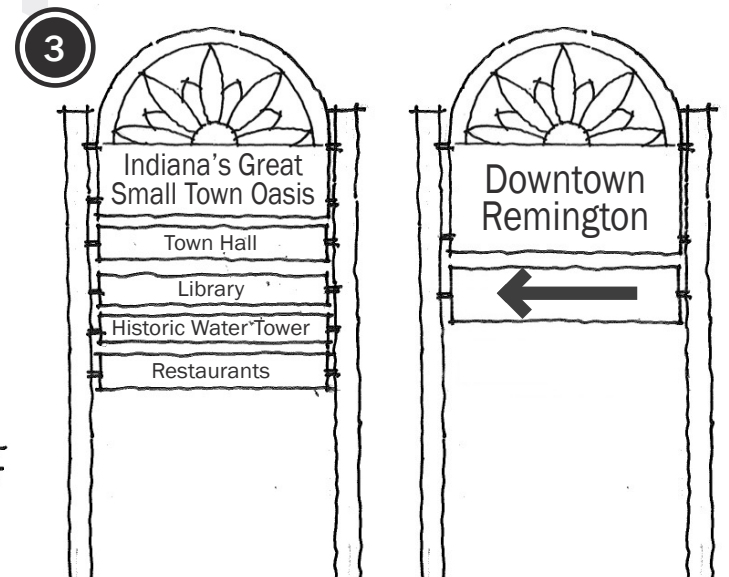 3
Indiana's Great
Small Town Oasis
Town Hall
Library
Historic Water Tower
Restaurants
Downtown
Remington